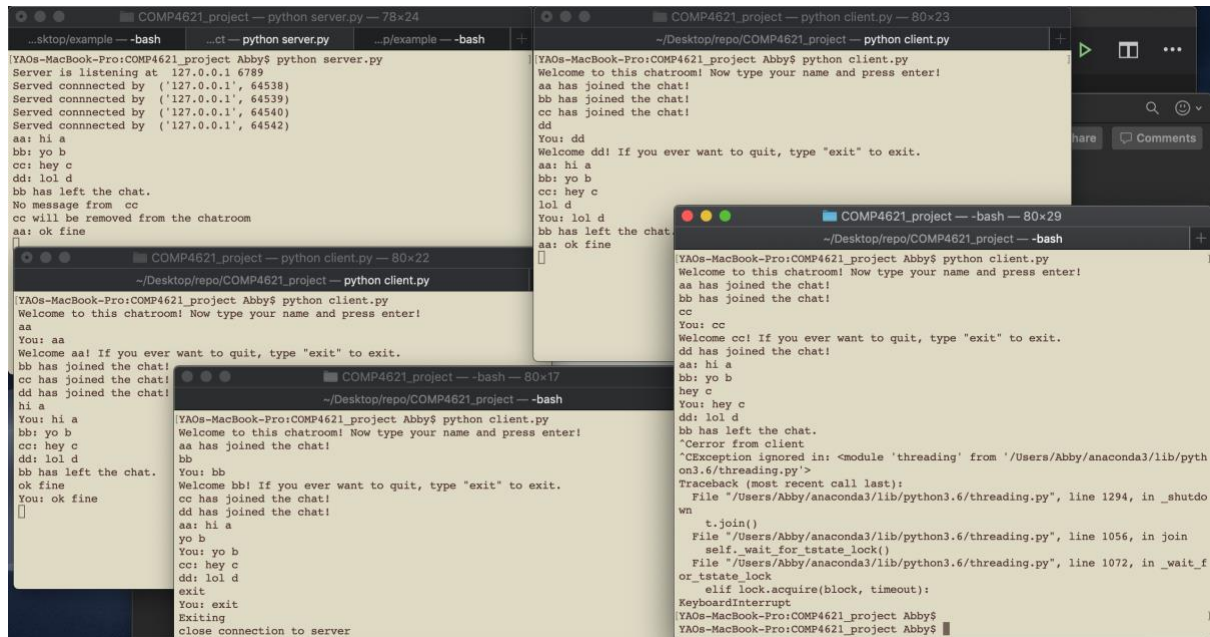 COMP4621_project — python server.py — 78×24
...sktop/example — -bash
...ct — python server.py
...p/example — -bash
[YAOs-MacBook-Pro:COMP4621_project Abby$ python server.py
Server is listening at  127.0.0.1 6789
Served connnected by  ('127.0.0.1', 64538)
Served connnected by  ('127.0.0.1', 64539)
Served connnected by  ('127.0.0.1', 64540)
Served connnected by  ('127.0.0.1', 64542)
aa: hi a
bb: yo b
cc: hey c
dd: lol d
bb has left the chat.
No message from  cc
cc will be removed from the chatroom
aa: ok fine
COMP4621_project — python client.py — 80×23
~/Desktop/repo/COMP4621_project — python client.py
[YAOs-MacBook-Pro:COMP4621_project Abby$ python client.py
Welcome to this chatroom! Now type your name and press enter!
aa has joined the chat!
bb has joined the chat!
cc has joined the chat!
dd
You: dd
Welcome dd! If you ever want to quit, type "exit" to exit.
aa: hi a
bb: yo b
cc: hey c
lol d
You: lol d
bb has left the chat.
aa: ok fine
hare
Comments
COMP4621_project — python client.py — 80×22
~/Desktop/repo/COMP4621_project — python client.py
[YAOs-MacBook-Pro:COMP4621_project Abby$ python client.py
Welcome to this chatroom! Now type your name and press enter!
aa
You: aa
Welcome aa! If you ever want to quit, type "exit" to exit.
bb has joined the chat!
cc has joined the chat!
dd has joined the chat!
hi a
You: hi a
bb: yo b
cc: hey c
dd: lol d
bb has left the chat.
ok fine
You: ok fine
COMP4621_project — -bash — 80×17
~/Desktop/repo/COMP4621_project — -bash
[YAOs-MacBook-Pro:COMP4621_project Abby$ python client.py
Welcome to this chatroom! Now type your name and press enter!
aa has joined the chat!
bb
You: bb
Welcome bb! If you ever want to quit, type "exit" to exit.
cc has joined the chat!
dd has joined the chat!
aa: hi a
yo b
You: yo b
cc: hey c
dd: lol d
exit
You: exit
Exiting
close connection to server
COMP4621_project — -bash — 80×29
~/Desktop/repo/COMP4621_project — -bash
[YAOs-MacBook-Pro:COMP4621_project Abby$ python client.py
Welcome to this chatroom! Now type your name and press enter!
aa has joined the chat!
bb has joined the chat!
cc
You: cc
Welcome cc! If you ever want to quit, type "exit" to exit.
dd has joined the chat!
aa: hi a
bb: yo b
hey c
You: hey c
dd: lol d
bb has left the chat.
^Cerror from client
^CException ignored in: <module 'threading' from '/Users/Abby/anaconda3/lib/pyth
on3.6/threading.py'>
Traceback (most recent call last):
  File "/Users/Abby/anaconda3/lib/python3.6/threading.py", line 1294, in _shutdo
wn
    t.join()
  File "/Users/Abby/anaconda3/lib/python3.6/threading.py", line 1056, in join
    self._wait_for_tstate_lock()
  File "/Users/Abby/anaconda3/lib/python3.6/threading.py", line 1072, in _wait_f
or_tstate_lock
    elif lock.acquire(block, timeout):
KeyboardInterrupt
[YAOs-MacBook-Pro:COMP4621_project Abby$
YAOs-MacBook-Pro:COMP4621_project Abby$